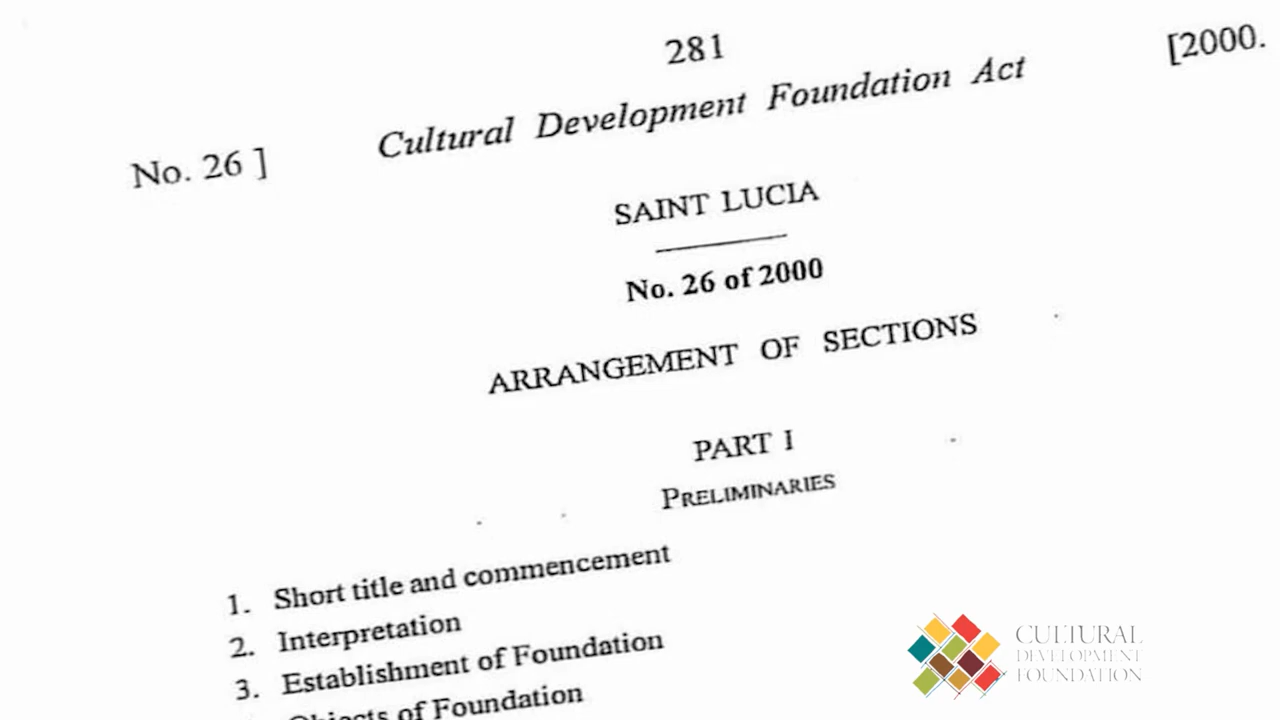 281
No. 26 ] Cultural Development Foundation Act [2000.
SAINT LUCIA
No. 26 of 2000
ARRANGEMENT OF SECTIONS
PART I
PRELIMINARIES
1. Short title and commencement
2. Interpretation
3. Establishment of Foundation
Objects of Foundation
CULTURAL
DEVELOPMENT
FOUNDATION